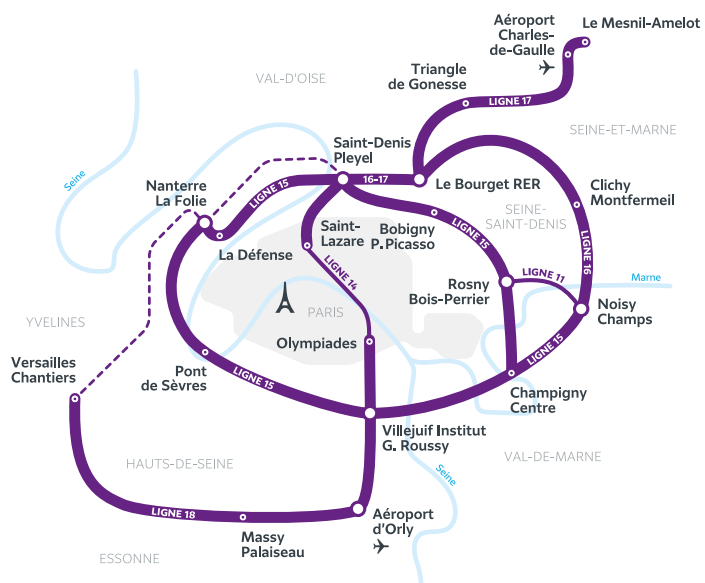 Aéroport
Charles-
de-Gaulle
Le Mesnil-Amelot
VAL-D'OISE
Triangle
de Gonesse
LIGNE 17
SEINE-ET-MARNE
Saint-Denis
Pleyel
Seine
Nanterre
La Folie
LIGNE 15
16-17
Le Bourget RER
Clichy
Montfermeil
SEINE-
SAINT-DENIS
Saint-
Lazare
Bobigny
P. Picasso
LIGNE 15
La Défense
LIGNE 16
LIGNE 14
Rosny
Bois-Perrier
LIGNE 11
Marne
PARIS
Noisy
Champs
YVELINES
Olympiades
LIGNE 15
Versailles
Chantiers
Pont
de Sèvres
LIGNE 15
Champigny
Centre
Villejuif Institut
G. Roussy
HAUTS-DE-SEINE
VAL-DE-MARNE
Seine
LIGNE 18
Aéroport
d'Orly
Massy
Palaiseau
ESSONNE